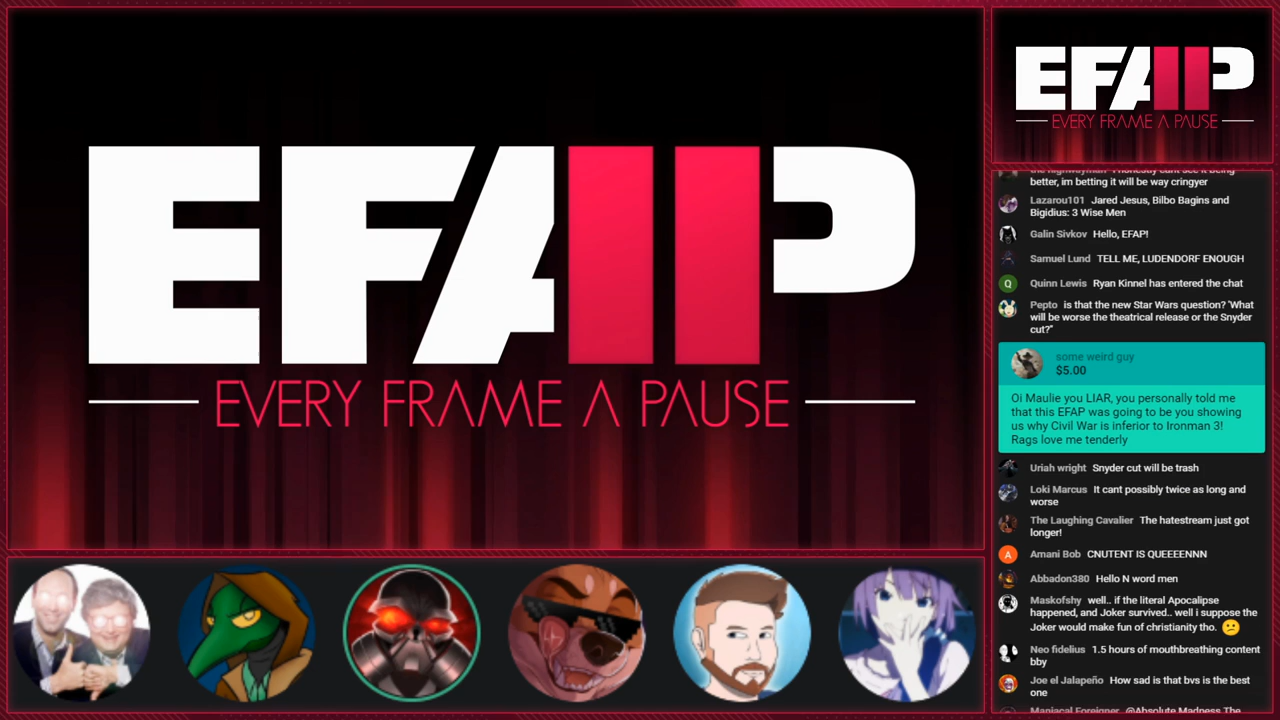 EFAP
EVERY FRAME A PAUSE
EFAP
EVERY FRAME A PAUSE
better, im betting it will be way cringyer
Lazarou101 Jared Jesus, Bilbo Bagins and
Bigidius: 3 Wise Men
Galin Sivkov Hello, EFAP!
Samuel Lund TELL ME, LUDENDORF ENOUGH
Q
Quinn Lewis Ryan Kinnel has entered the chat
Pepto is that the new Star Wars question? 'What
will be worse the theatrical release or the Snyder
cut?"
some weird guy
$5.00
Oi Maulie you LIAR, you personally told me
that this EFAP was going to be you showing
us why Civil War is inferior to Ironman 3!
Rags love me tenderly
Uriah wright Snyder cut will be trash
Loki Marcus It cant possibly twice as long and
worse
The Laughing Cavalier The hatestream just got
longer!
A
Amani Bob CNUTENT IS QUEEEENNN
Abbadon380 Hello N word men
Maskofshy well.. if the literal Apocalipse
happened, and Joker survived.. well i suppose the
Joker would make fun of christianity tho.
Neo fidelius 1.5 hours of mouthbreathing content
bby
Joe el Jalapeño How sad is that bvs is the best
one
Maniacal Foreigner @Absolute Madness The